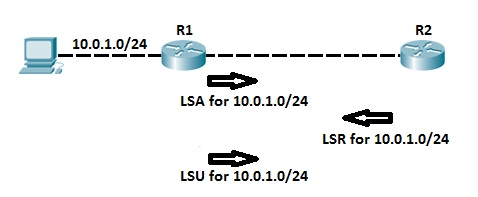 10.0.1.0/24
R1
R2
LSA for 10.0.1.0/24
LSR for 10.0.1.0/24
LSU for 10.0.1.0/24